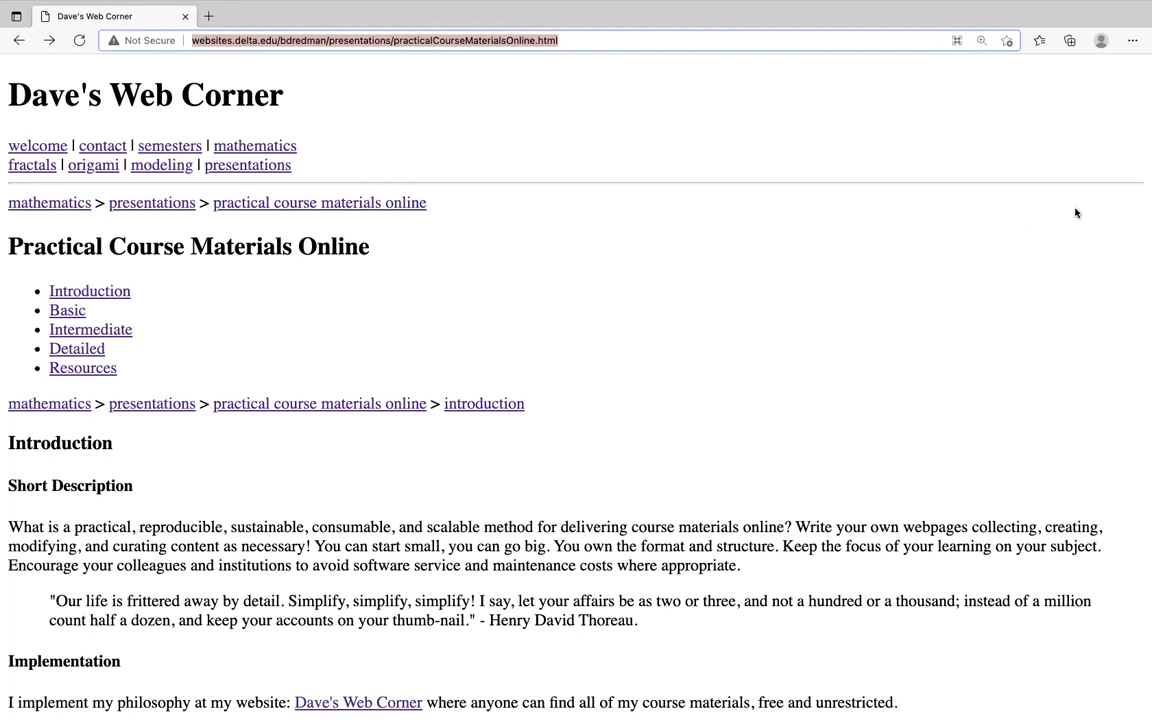 Dave's Web Corner
Not Secure websites.delta.edu/bdredman/presentations/practicalCourseMaterialsOnline.html
Dave's Web Corner
welcome | contact | semesters | mathematics
fractals | origami | modeling | presentations
mathematics > presentations > practical course materials online
Practical Course Materials Online
• Introduction
• Basic
• Intermediate
• Detailed
• Resources
mathematics > presentations > practical course materials online > introduction
Introduction
Short Description
What is a practical, reproducible, sustainable, consumable, and scalable method for delivering course materials online? Write your own webpages collecting, creating,
modifying, and curating content as necessary! You can start small, you can go big. You own the format and structure. Keep the focus of your learning on your subject.
Encourage your colleagues and institutions to avoid software service and maintenance costs where appropriate.
"Our life is frittered away by detail. Simplify, simplify, simplify! I say, let your affairs be as two or three, and not a hundred or a thousand; instead of a million
count half a dozen, and keep your accounts on your thumb-nail." - Henry David Thoreau.
Implementation
I implement my philosophy at my website: Dave's Web Corner where anyone can find all of my course materials, free and unrestricted.